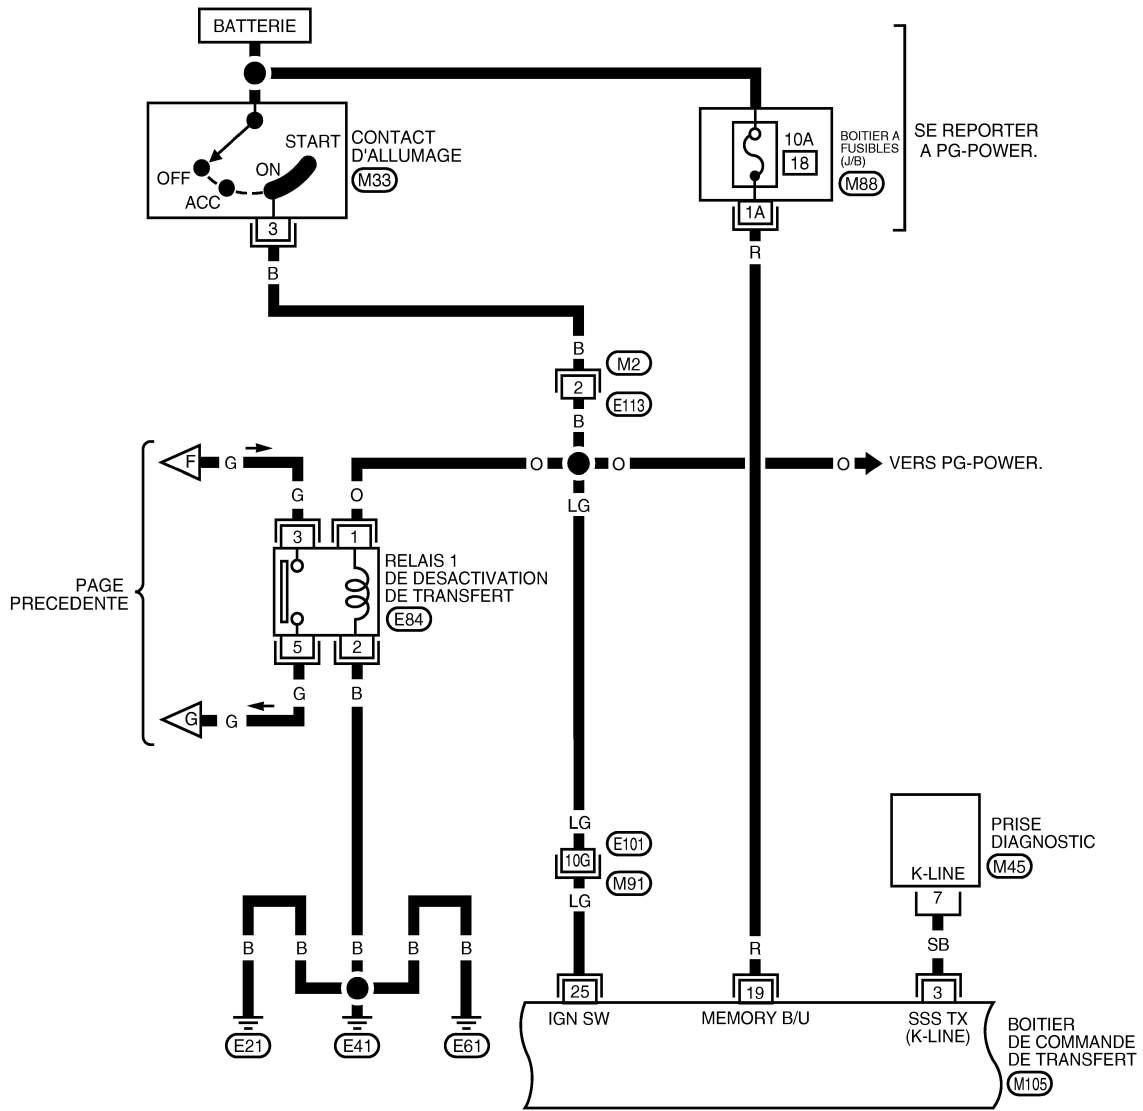 BATTERIE
START
ON
OFF
ACC
CONTACT
D'ALLUMAGE
M33
3
B
10A
18
BOITIER A
FUSIBLES
(J/B)
M88
1A
R
SE REPORTER
A PG-POWER.
B
M2
2
E113
B
F
G
O
O
O
VERS PG-POWER.
G
O
LG
3
1
RELAIS 1
DE DESACTIVATION
DE TRANSFERT
E84
PAGE
PRECEDENTE
5
2
G
B
G
G
LG
E101
10G
M91
LG
PRISE
DIAGNOSTIC
M45
K-LINE
7
SB
B
B
B
B
B
R
E21
E41
E61
25
19
3
IGN SW
MEMORY B/U
SSS TX
(K-LINE)
BOITIER
DE COMMANDE
DE TRANSFERT
M105